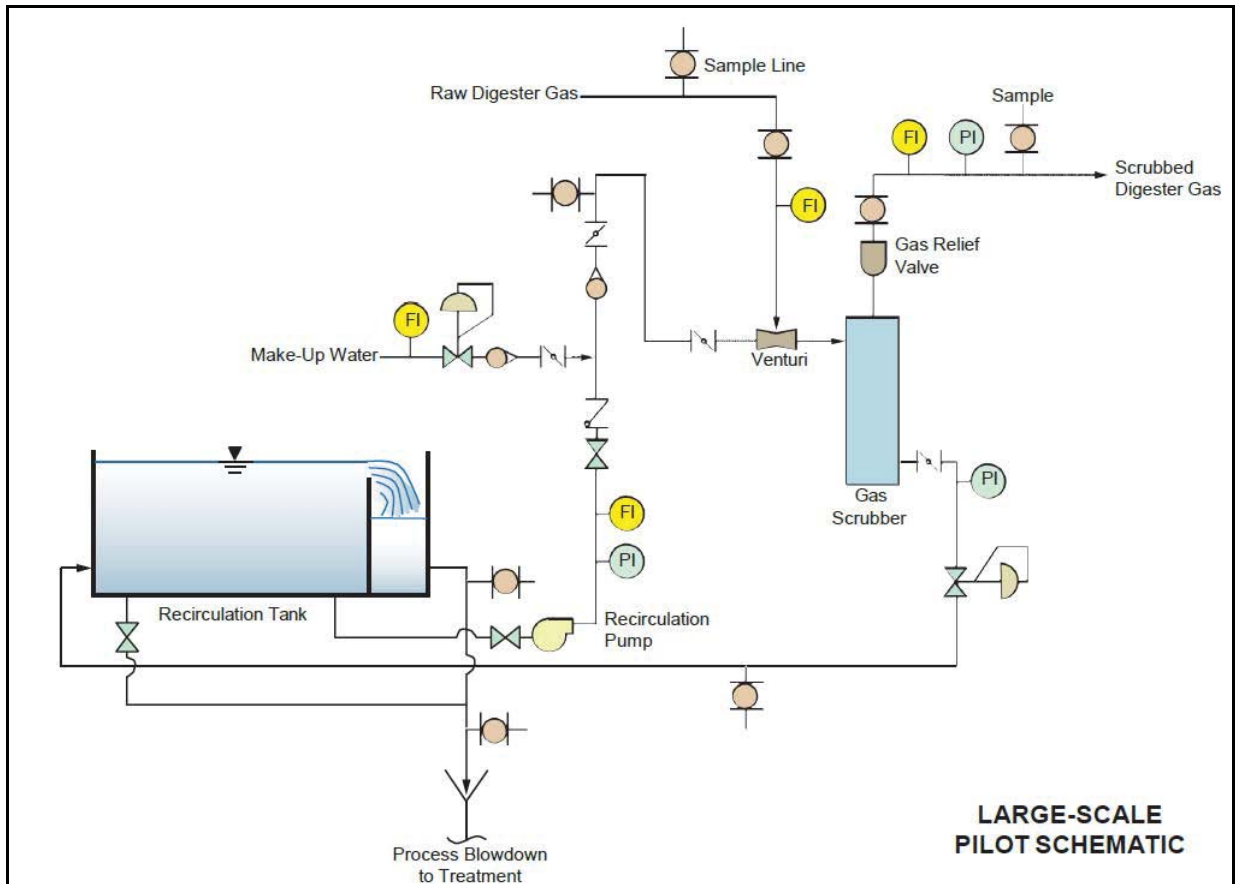 Sample Line
Raw Digester Gas
Sample
FI
PI
Scrubbed
Digester Gas
FI
Gas Relief
Valve
FI
Make-Up Water
Venturi
PI
Gas
Scrubber
FI
PI
Recirculation Tank
Recirculation
Pump
LARGE-SCALE
PILOT SCHEMATIC
Process Blowdown
to Treatment